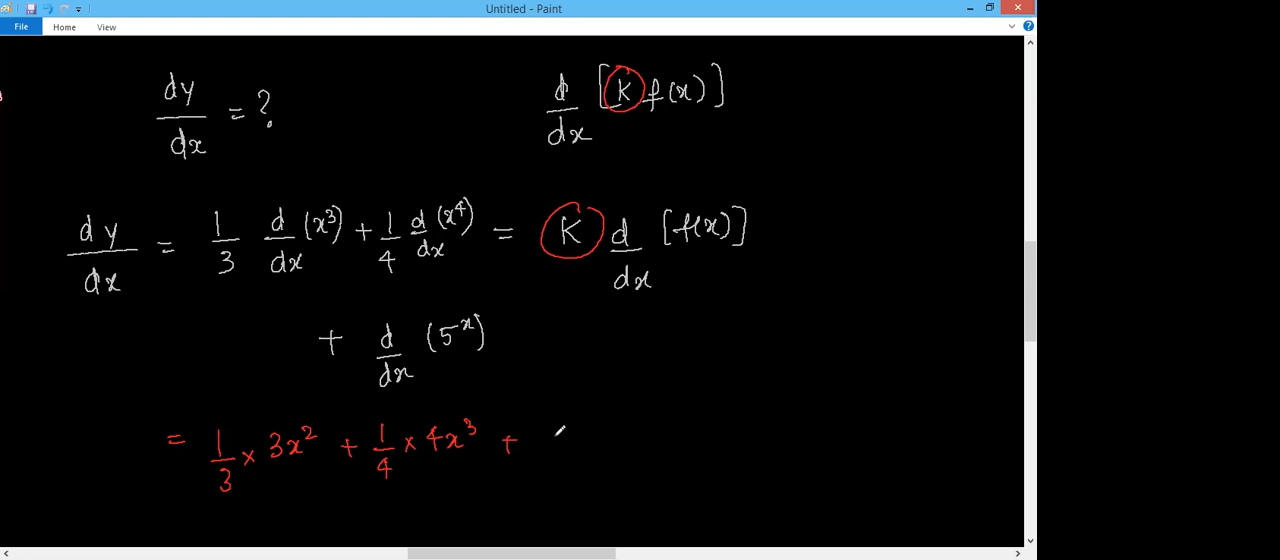 Untitled - Paint
File Home View
dy/dx = ?
d/dx [K f(x)]
dy/dx = 1/3 d/dx (x³) + 1/4 d/dx (x⁴) = K d/dx [f(x)]
+ d/dx (5ˣ)
= 1/3 × 3x² + 1/4 × 4x³ +